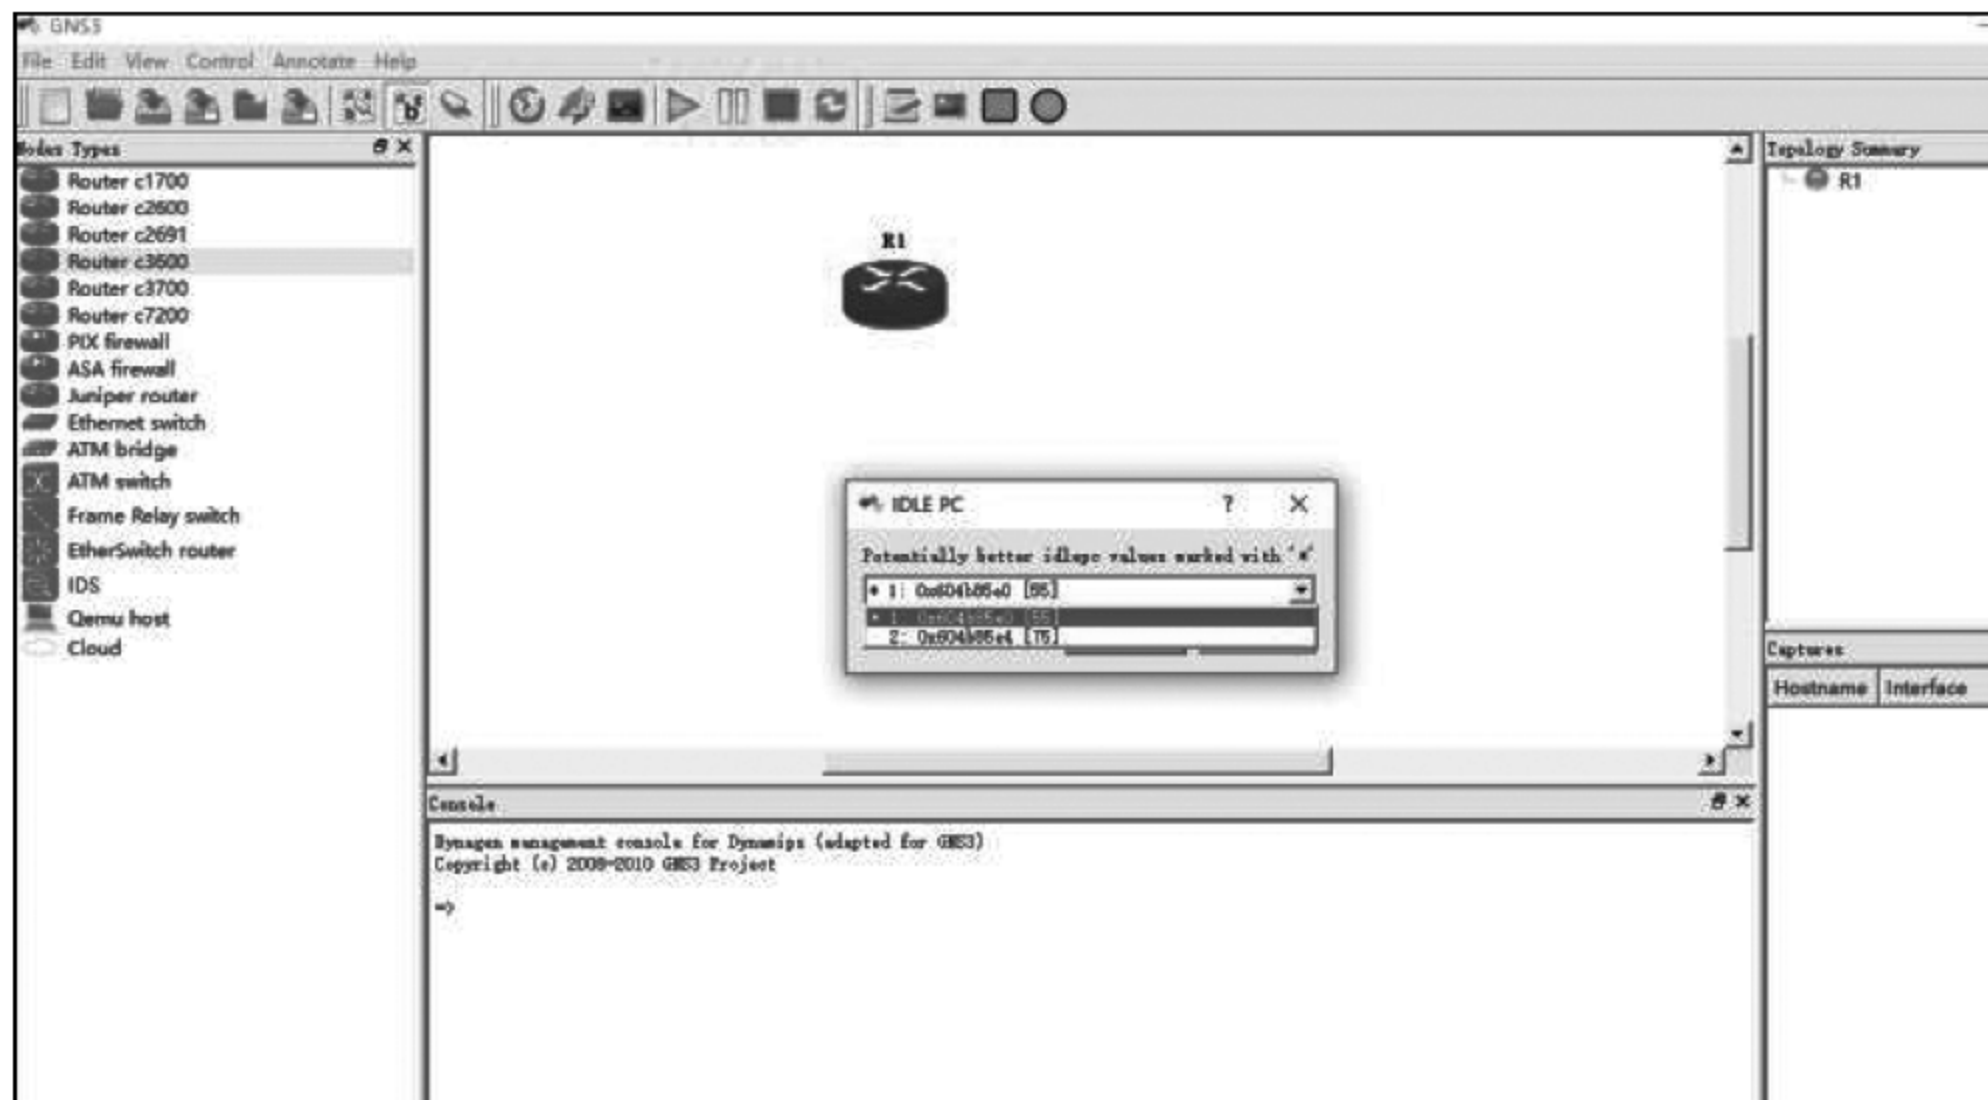 GNS3
File Edit View Control Annotate Help
Nodes Types
Router c1700
Router c2600
Router c2691
Router c3600
Router c3700
Router c7200
PIX firewall
ASA firewall
Juniper router
Ethernet switch
ATM bridge
ATM switch
Frame Relay switch
EtherSwitch router
IDS
Qemu host
Cloud
R1
IDLE PC
Potentially better idlepc values marked with '*'
* 1: 0x604b85e0 [55]
* 1: 0x604b85e0 [55]
2: 0x604b85e4 [75]
Console
Dynagen management console for Dynamips (adapted for GNS3)
Copyright (c) 2008-2010 GNS3 Project
=>
Topology Summary
R1
Captures
Hostname Interface